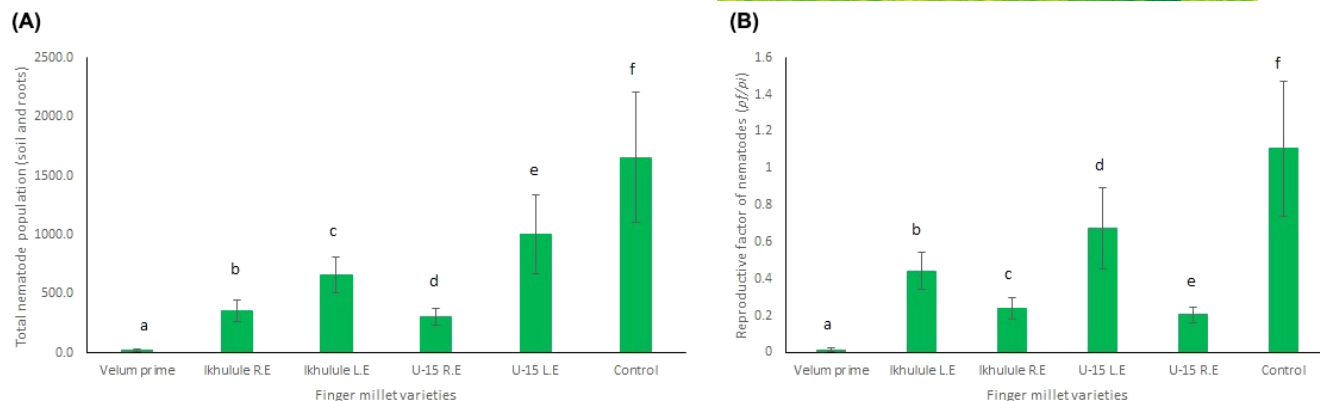 (A)
Total nematode population (soil and roots)
2500.0
2000.0
1500.0
1000.0
500.0
0.0
a
b
c
d
e
f
Velum prime Ikhulule R.E Ikhulule L.E U-15 R.E U-15 L.E Control
Finger millet varieties
(B)
Reproductive factor of nematodes (pf/pi)
1.6
1.4
1.2
1
0.8
0.6
0.4
0.2
0
a
b
c
d
e
f
Velum prime Ikhulule L.E Ikhulule R.E U-15 L.E U-15 R.E Control
Finger millet varieties